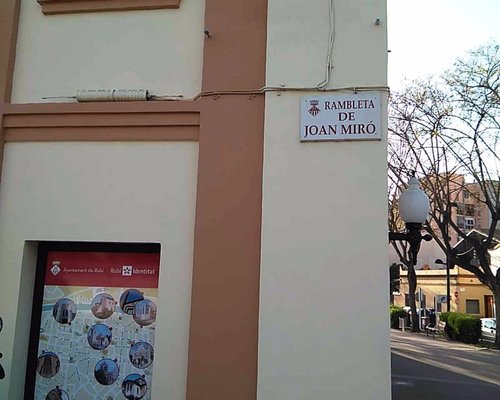 RAMBLETA
DE
JOAN MIRÓ
Ajuntament de Rubí
Rubí Identitat